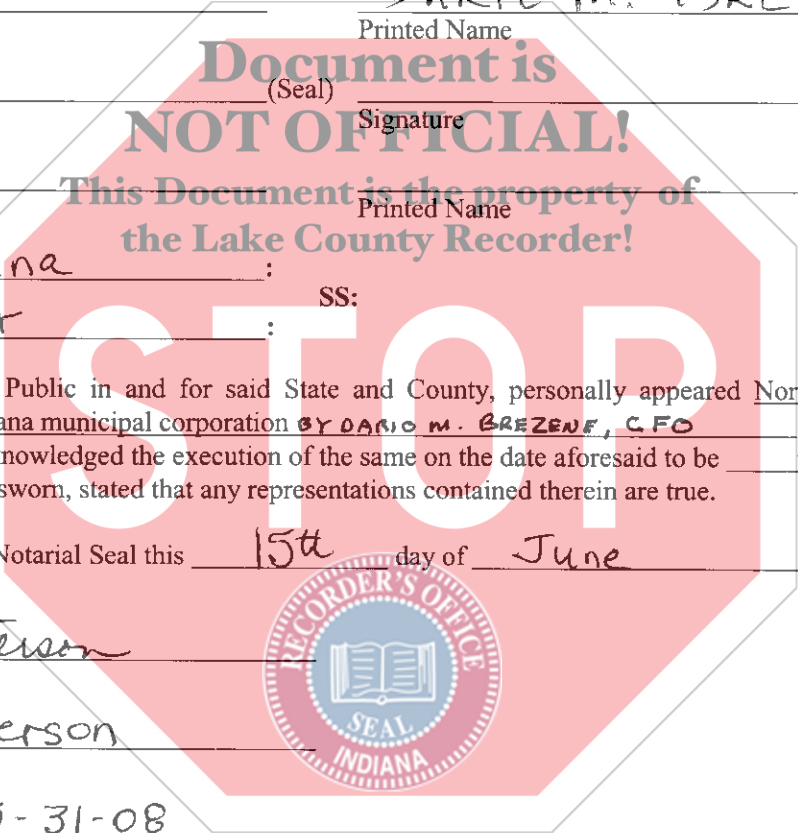 Printed Name
Document is
(Seal)
Signature
NOT OFFICIAL!
This Document is the property of
Printed Name
the Lake County Recorder!
na :
SS:
:
STOP
Public in and for said State and County, personally appeared Nor
ana municipal corporation BY DARIO M. BREZENE, CFO
nowledged the execution of the same on the date aforesaid to be
sworn, stated that any representations contained therein are true.
Notarial Seal this 15th day of June
RECORDER'S OFFICE
SEAL
INDIANA
erson
erson
- 31-08